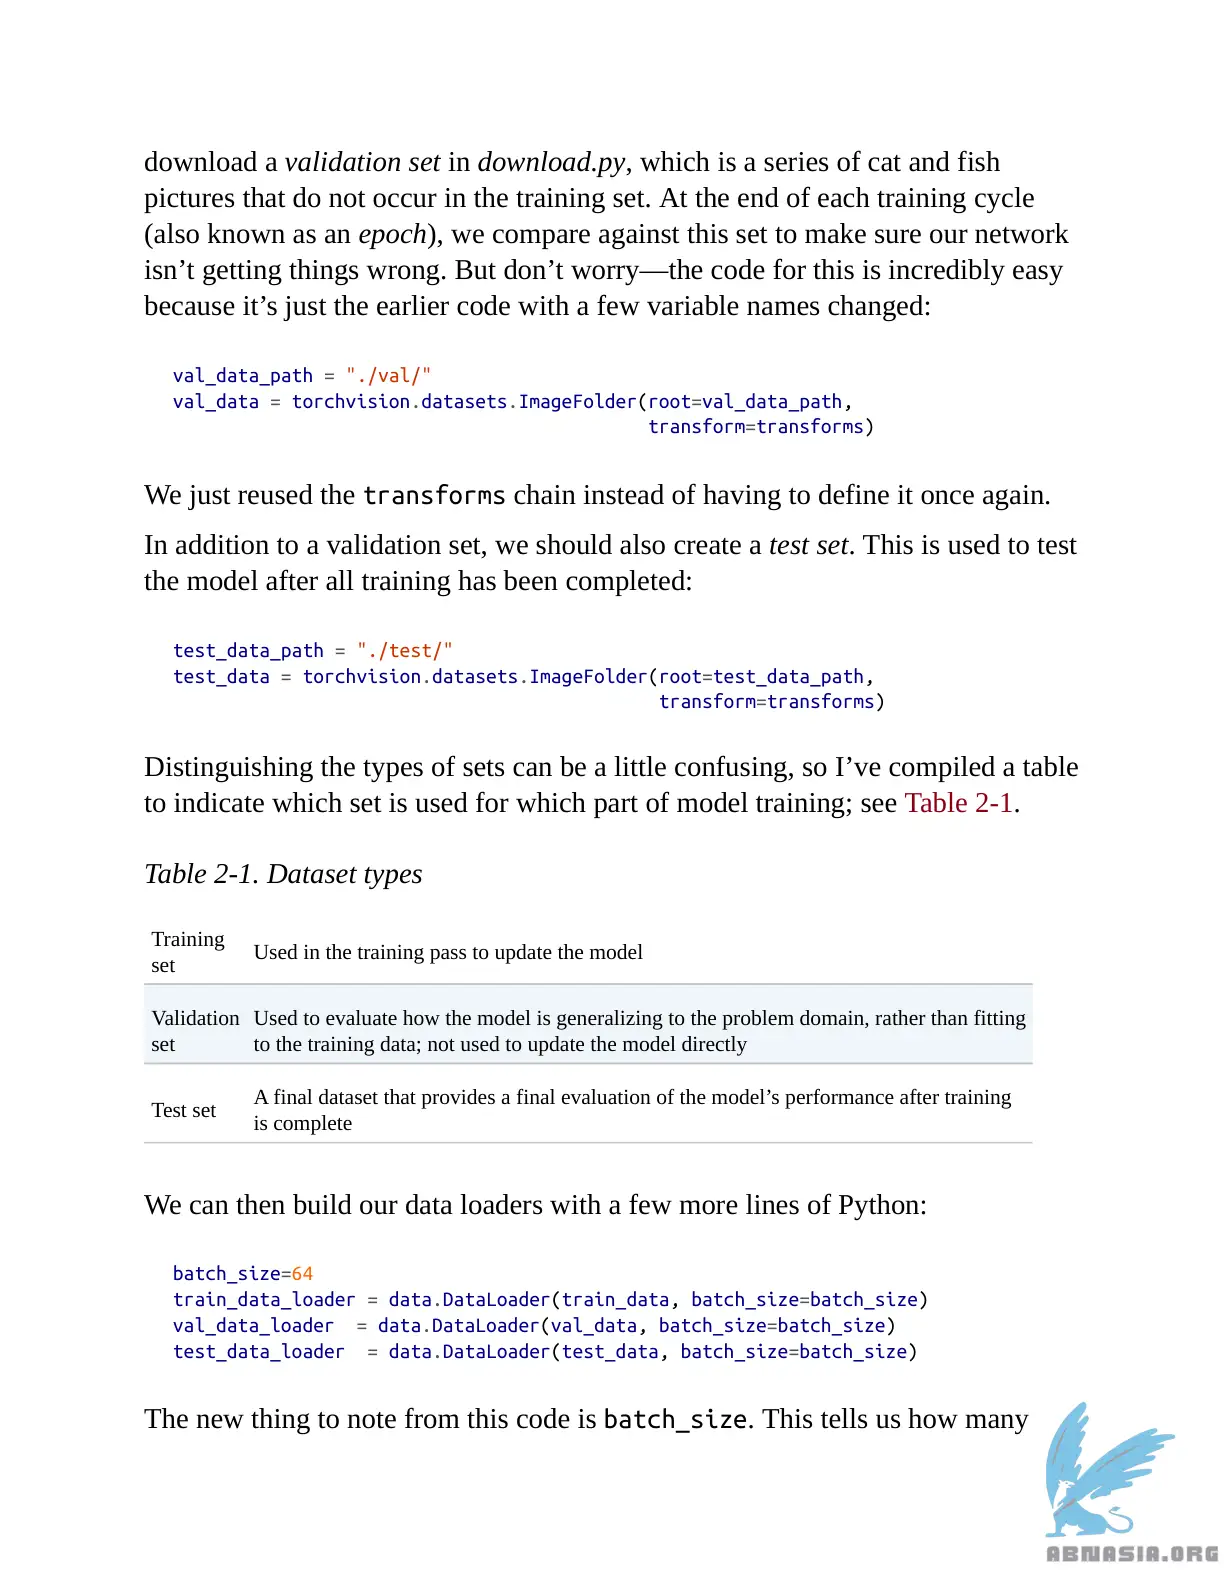 download a validation set in download.py, which is a series of cat and fish
pictures that do not occur in the training set. At the end of each training cycle
(also known as an epoch), we compare against this set to make sure our network
isn’t getting things wrong. But don’t worry—the code for this is incredibly easy
because it’s just the earlier code with a few variable names changed:
val_data_path = "./val/"
val_data = torchvision.datasets.ImageFolder(root=val_data_path,
transform=transforms)
We just reused the transforms chain instead of having to define it once again.
In addition to a validation set, we should also create a test set. This is used to test
the model after all training has been completed:
test_data_path = "./test/"
test_data = torchvision.datasets.ImageFolder(root=test_data_path,
transform=transforms)
Distinguishing the types of sets can be a little confusing, so I’ve compiled a table
to indicate which set is used for which part of model training; see Table 2-1.
Table 2-1. Dataset types
Training
set
Used in the training pass to update the model
Validation
set
Used to evaluate how the model is generalizing to the problem domain, rather than fitting
to the training data; not used to update the model directly
Test set
A final dataset that provides a final evaluation of the model’s performance after training
is complete
We can then build our data loaders with a few more lines of Python:
batch_size=64
train_data_loader = data.DataLoader(train_data, batch_size=batch_size)
val_data_loader  = data.DataLoader(val_data, batch_size=batch_size)
test_data_loader  = data.DataLoader(test_data, batch_size=batch_size)
The new thing to note from this code is batch_size. This tells us how many
ABNASIA.ORG